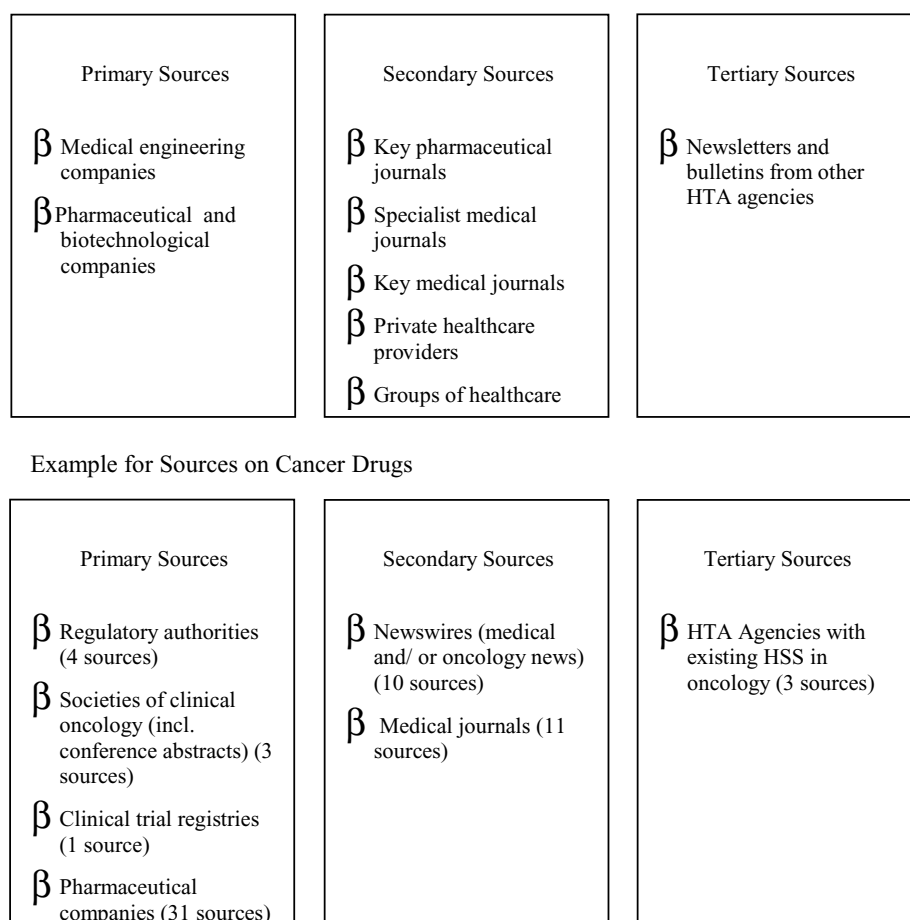 Primary Sources
β Medical engineering
companies
βPharmaceutical and
biotechnological
companies
Secondary Sources
β Key pharmaceutical
journals
β Specialist medical
journals
β Key medical journals
β Private healthcare
providers
β Groups of healthcare
Tertiary Sources
β Newsletters and
bulletins from other
HTA agencies
Example for Sources on Cancer Drugs
Primary Sources
β Regulatory authorities
(4 sources)
β Societies of clinical
oncology (incl.
conference abstracts) (3
sources)
β Clinical trial registries
(1 source)
β Pharmaceutical
companies (31 sources)
Secondary Sources
β Newswires (medical
and/ or oncology news)
(10 sources)
β Medical journals (11
sources)
Tertiary Sources
β HTA Agencies with
existing HSS in
oncology (3 sources)